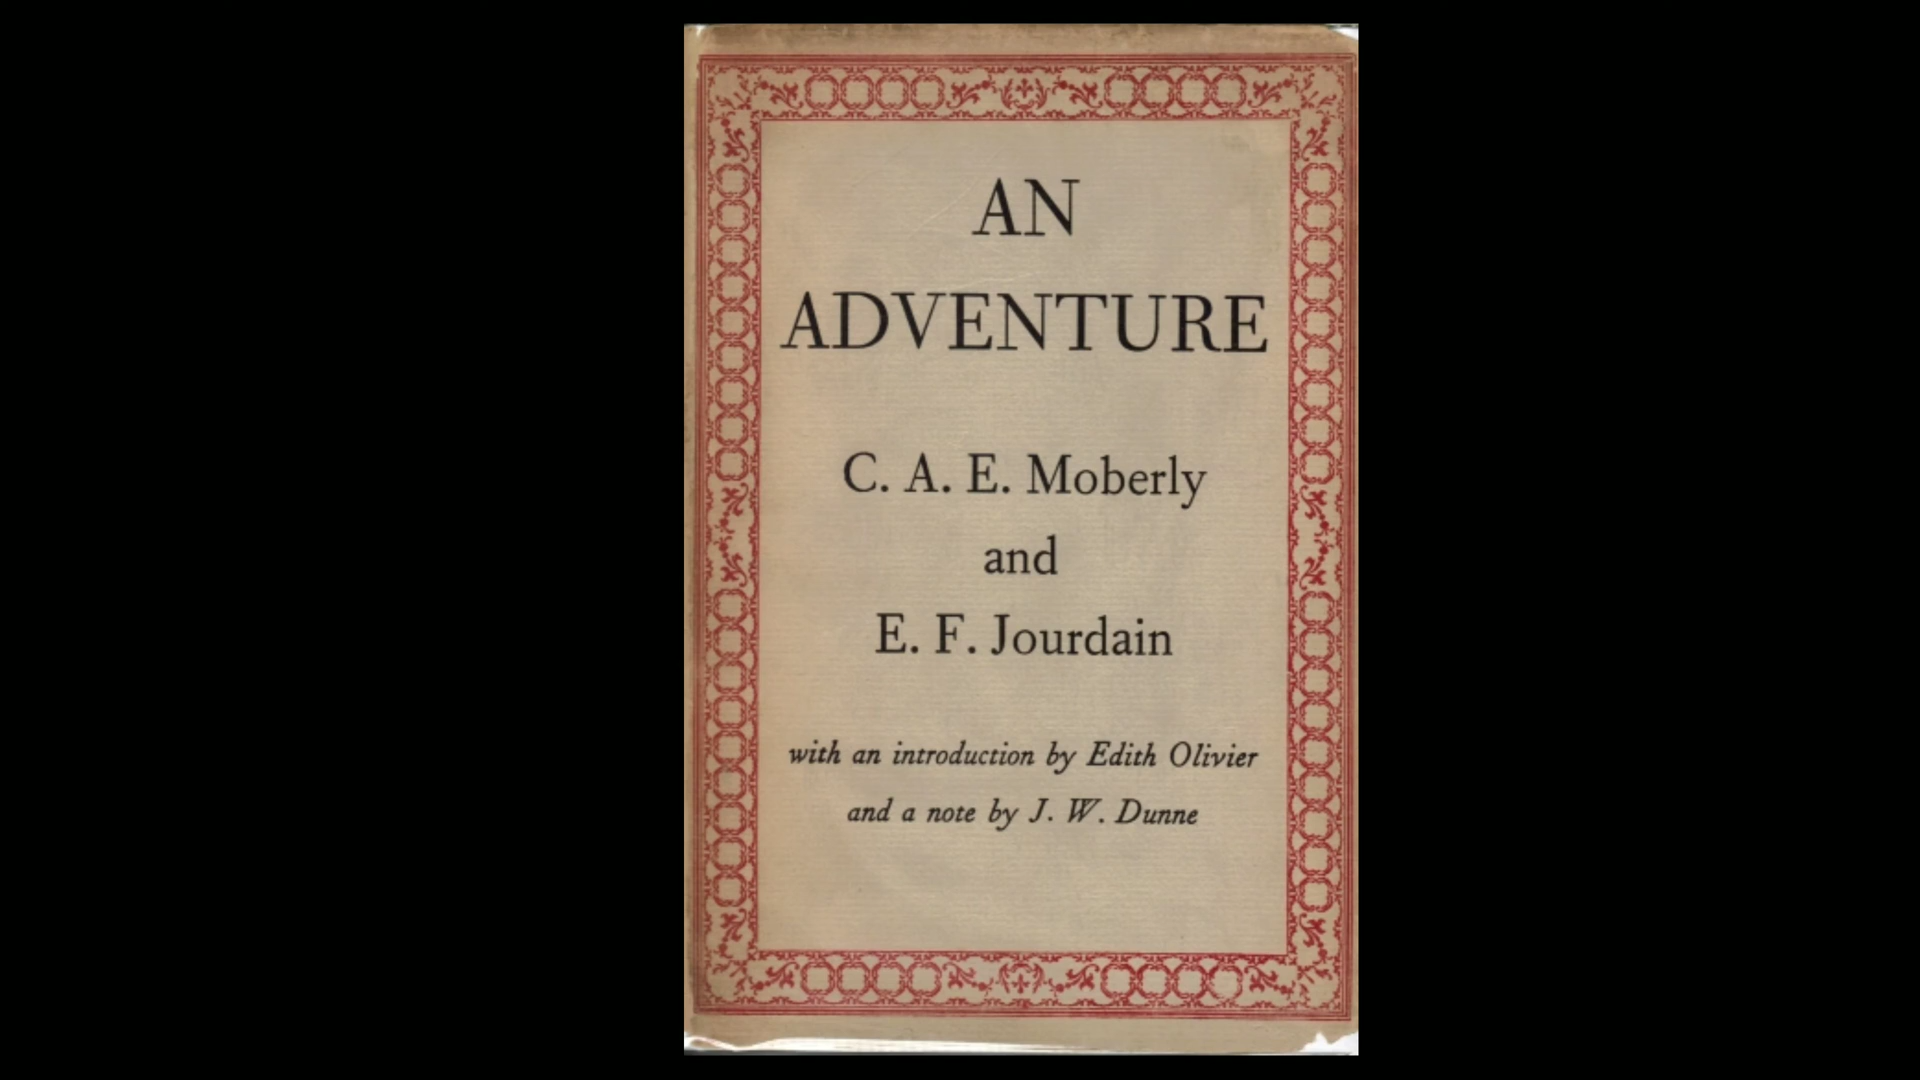 AN
ADVENTURE
C. A. E. Moberly
and
E. F. Jourdain
with an introduction by Edith Olivier
and a note by J. W. Dunne